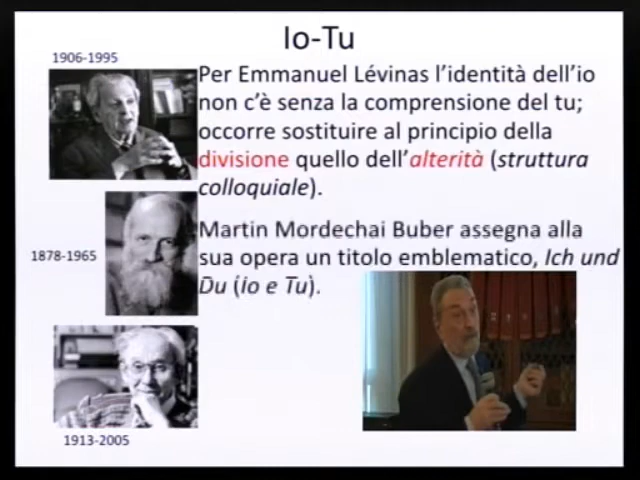 Io-Tu
1906-1995
Per Emmanuel Lévinas l'identità dell'io
non c'è senza la comprensione del tu;
occorre sostituire al principio della
divisione quello dell'alterità (struttura
colloquiale).
Martin Mordechai Buber assegna alla
1878-1965
sua opera un titolo emblematico, Ich und
Du (io e Tu).
1913-2005